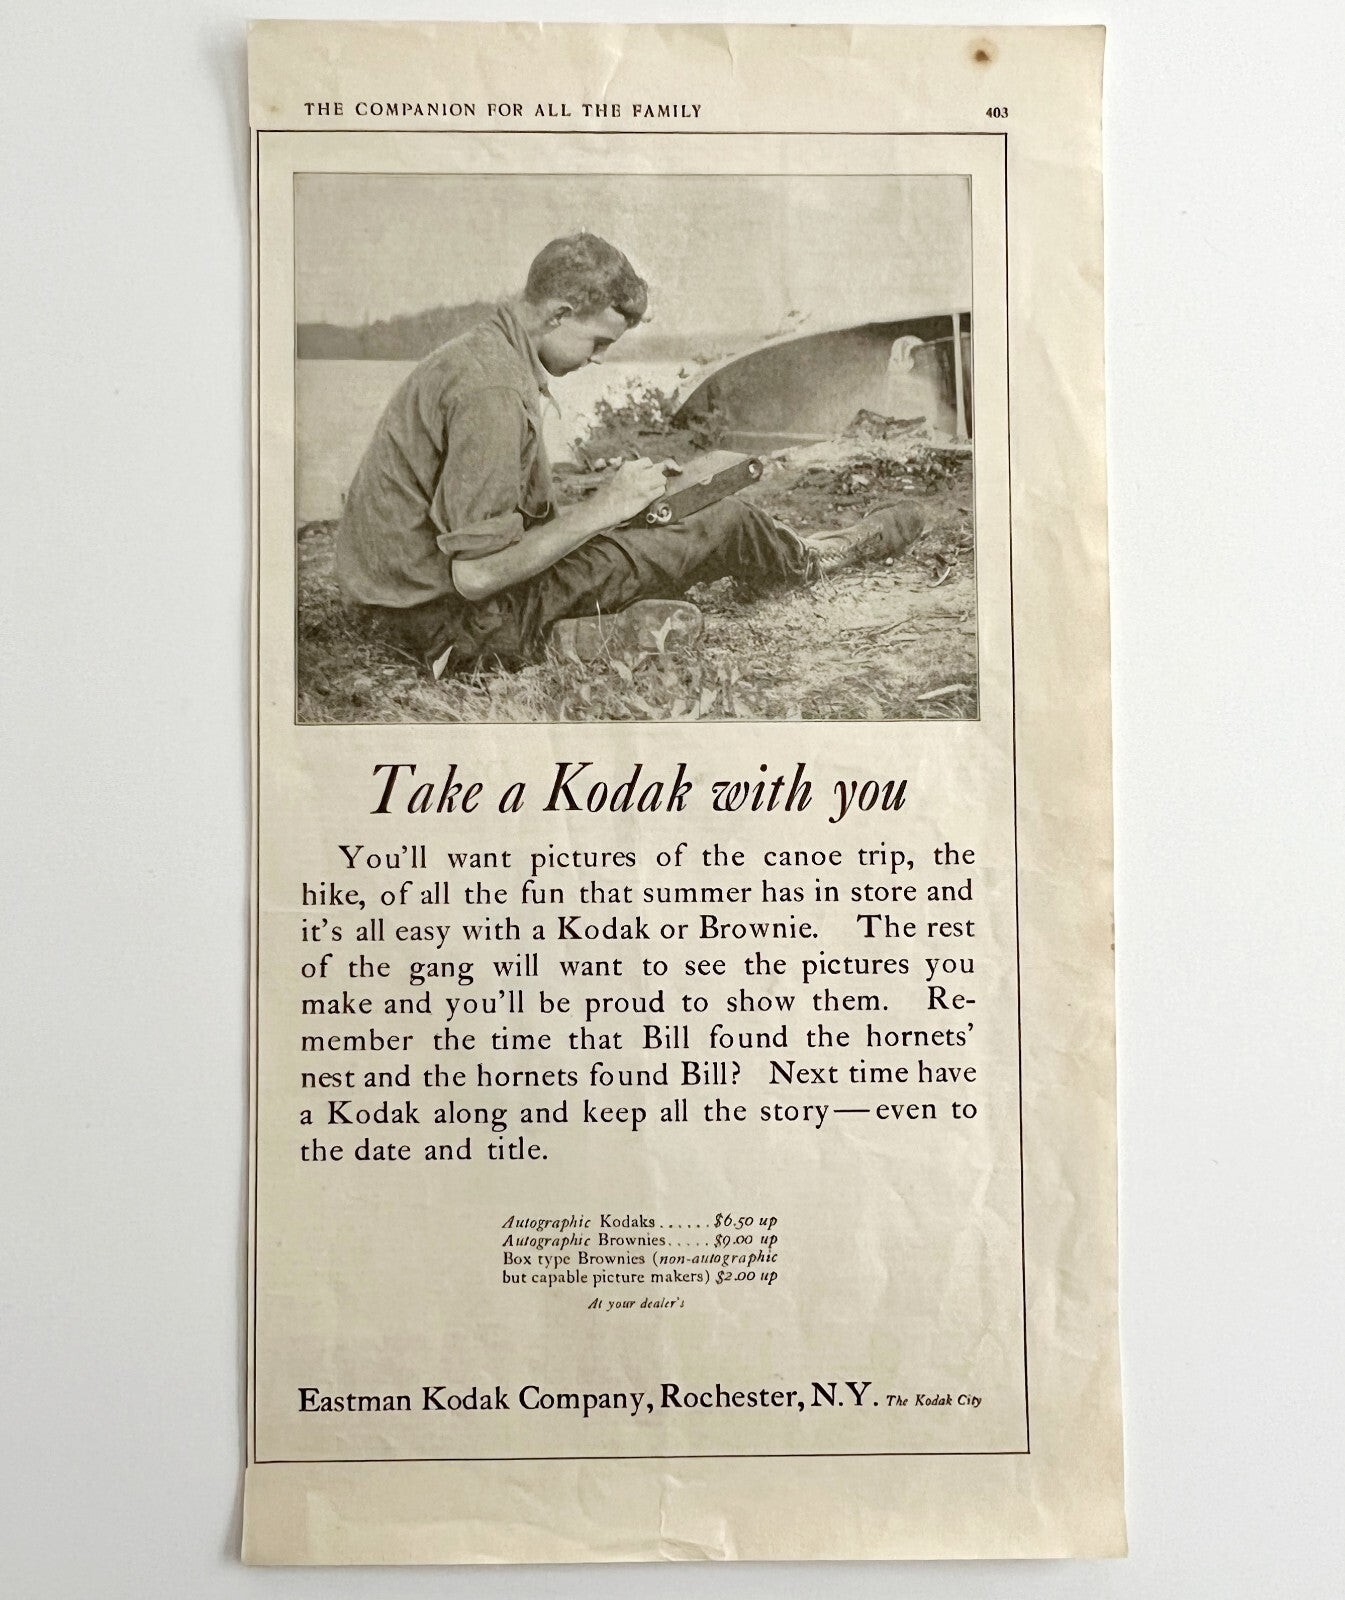 THE COMPANION FOR ALL THE FAMILY 403
Take a Kodak with you
You'll want pictures of the canoe trip, the
hike, of all the fun that summer has in store and
it's all easy with a Kodak or Brownie. The rest
of the gang will want to see the pictures you
make and you'll be proud to show them. Re-
member the time that Bill found the hornets'
nest and the hornets found Bill? Next time have
a Kodak along and keep all the story—even to
the date and title.
Autographic Kodaks......$6.50 up
Autographic Brownies.....$9.00 up
Box type Brownies (non-autographic
but capable picture makers) $2.00 up
At your dealer's
Eastman Kodak Company, Rochester, N.Y. The Kodak City